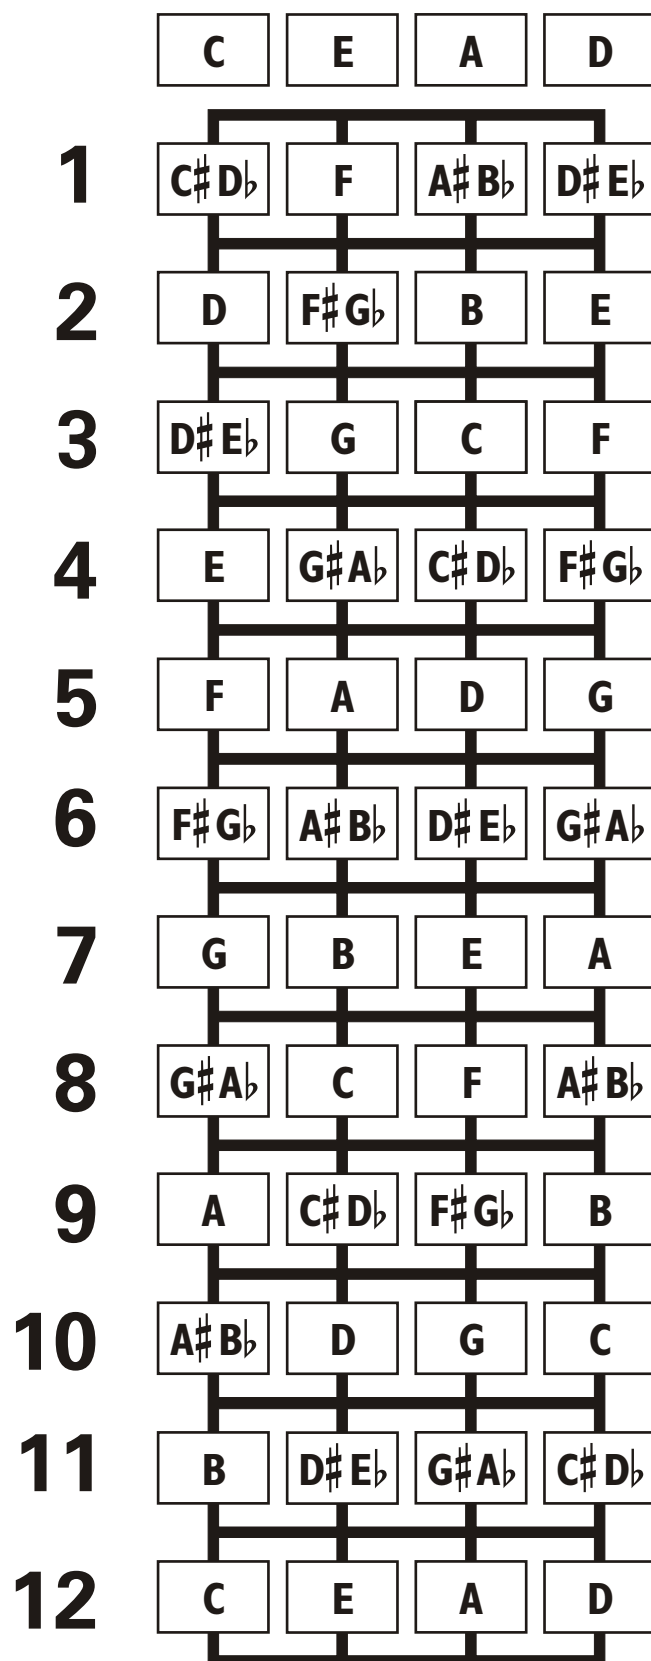 C E A D
1 C♯D♭ F A♯B♭ D♯E♭
2 D F♯G♭ B E
3 D♯E♭ G C F
4 E G♯A♭ C♯D♭ F♯G♭
5 F A D G
6 F♯G♭ A♯B♭ D♯E♭ G♯A♭
7 G B E A
8 G♯A♭ C F A♯B♭
9 A C♯D♭ F♯G♭ B
10 A♯B♭ D G C
11 B D♯E♭ G♯A♭ C♯D♭
12 C E A D